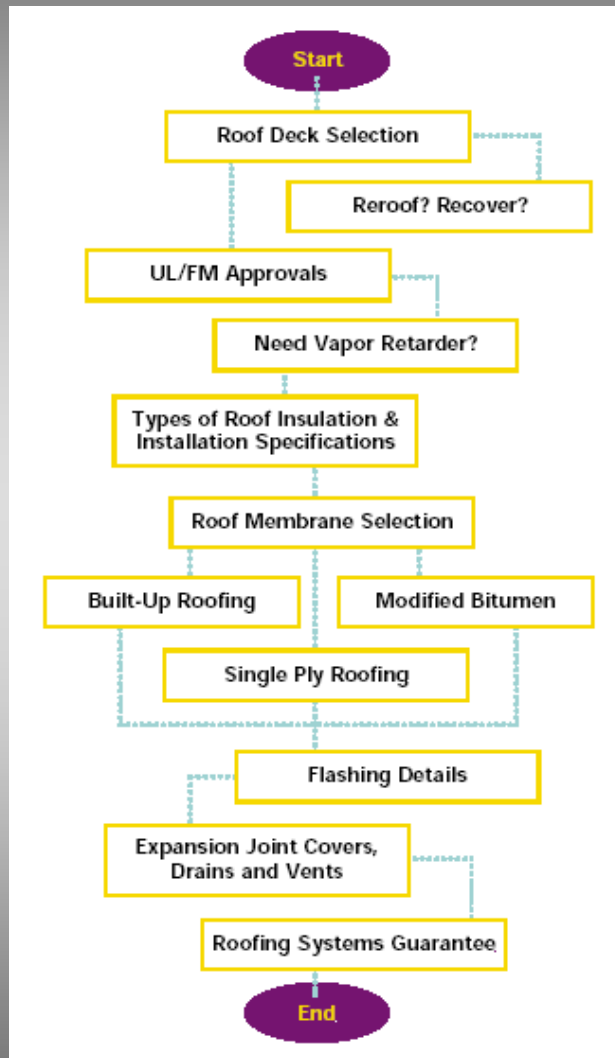 Start
Roof Deck Selection
Reroof? Recover?
UL/FM Approvals
Need Vapor Retarder?
Types of Roof Insulation &
Installation Specifications
Roof Membrane Selection
Built-Up Roofing
Modified Bitumen
Single Ply Roofing
Flashing Details
Expansion Joint Covers,
Drains and Vents
Roofing Systems Guarantee.
End.